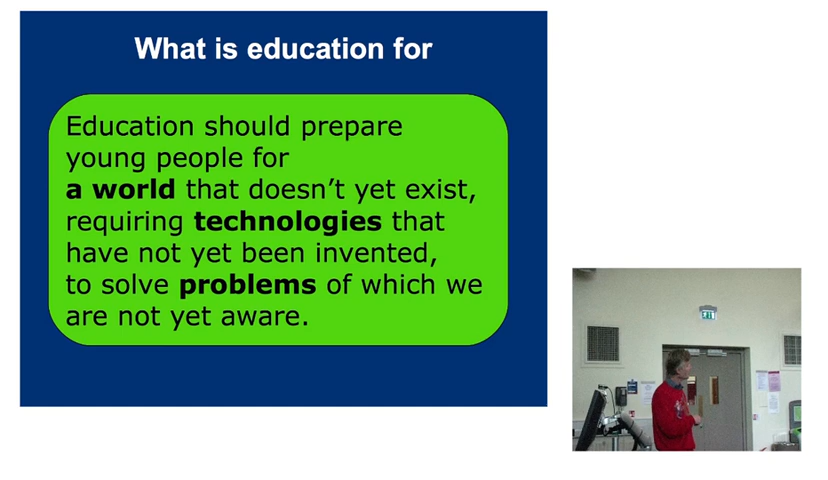 What is education for
Education should prepare
young people for
a world that doesn't yet exist,
requiring technologies that
have not yet been invented,
to solve problems of which we
are not yet aware.